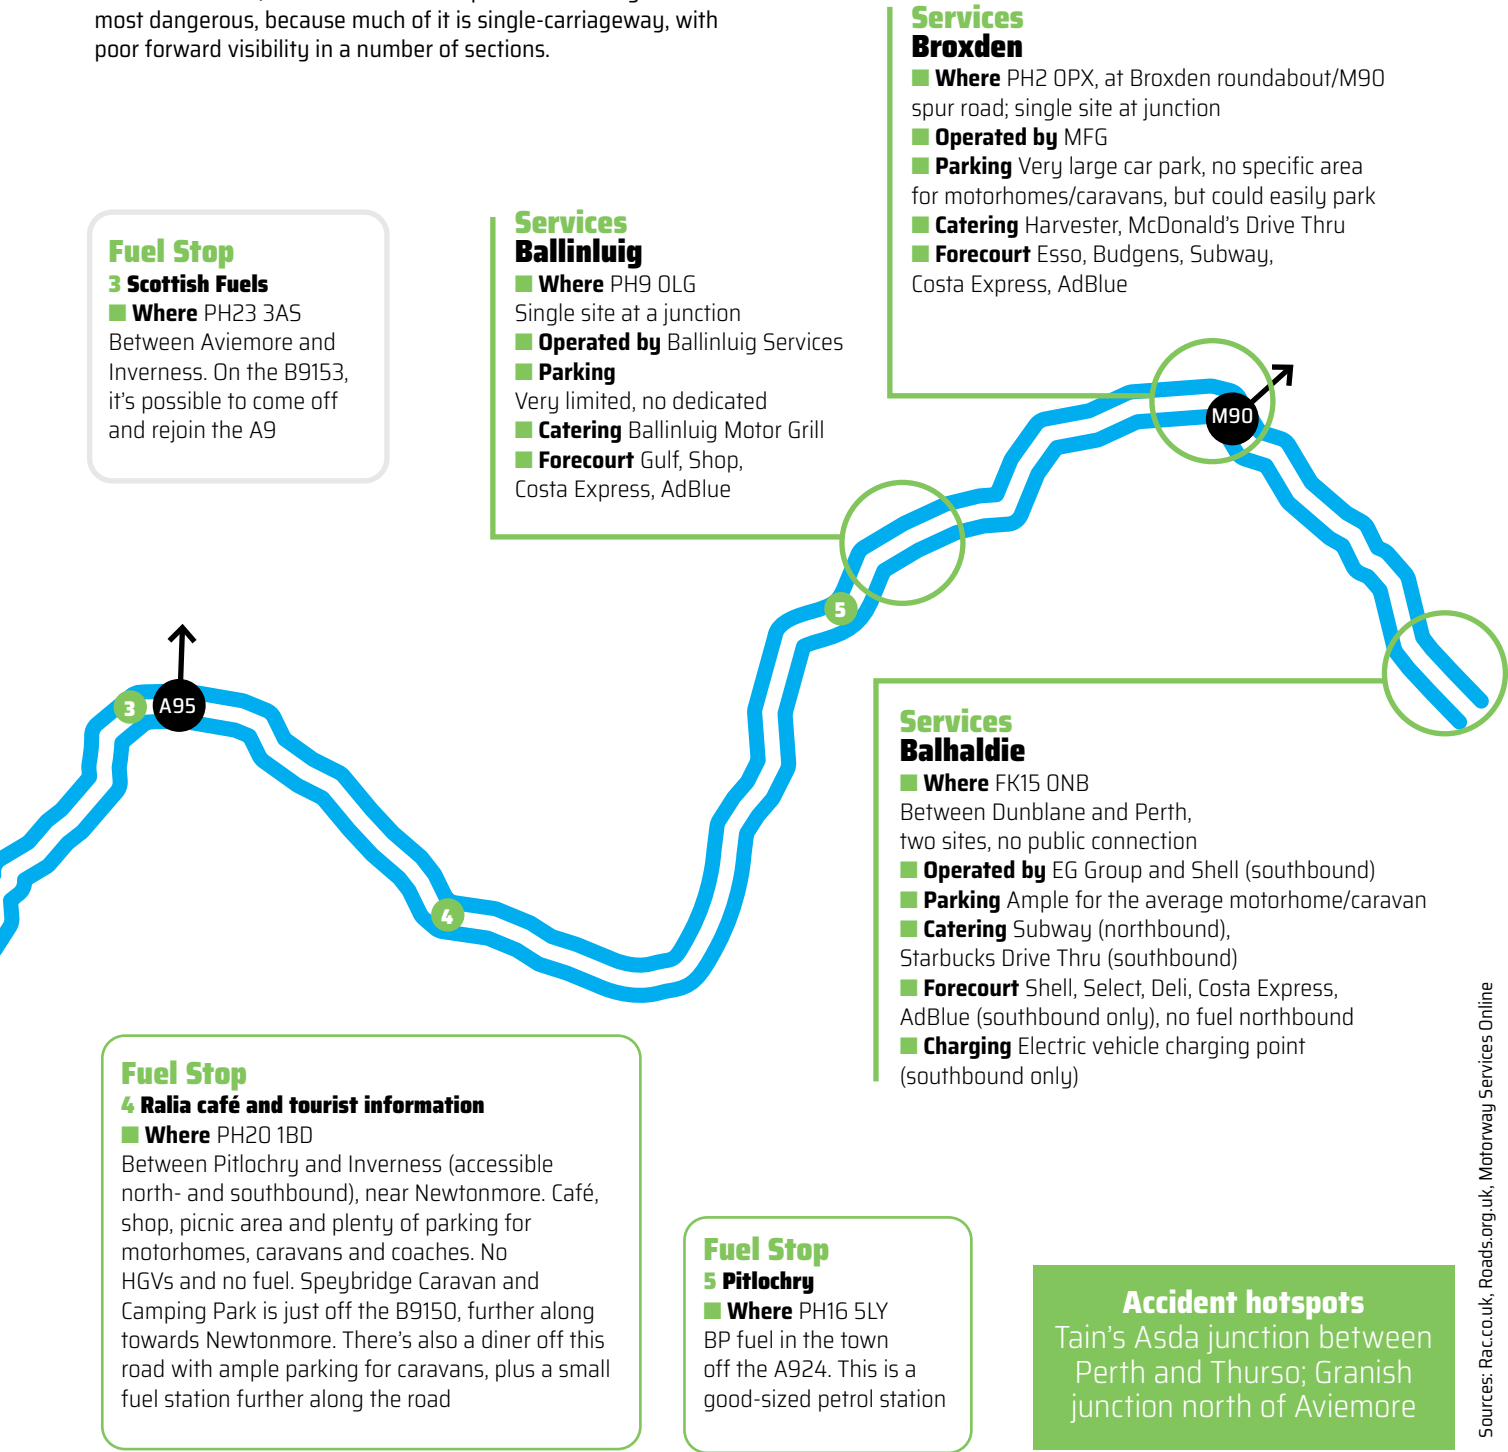 most dangerous, because much of it is single-carriageway, with
poor forward visibility in a number of sections.
Services
Broxden
Where PH2 0PX, at Broxden roundabout/M90
spur road; single site at junction
Operated by MFG
Parking Very large car park, no specific area
for motorhomes/caravans, but could easily park
Catering Harvester, McDonald's Drive Thru
Forecourt Esso, Budgens, Subway,
Costa Express, AdBlue
Fuel Stop
3 Scottish Fuels
Where PH23 3AS
Between Aviemore and
Inverness. On the B9153,
it's possible to come off
and rejoin the A9
Services
Ballinluig
Where PH9 0LG
Single site at a junction
Operated by Ballinluig Services
Parking
Very limited, no dedicated
Catering Ballinluig Motor Grill
Forecourt Gulf, Shop,
Costa Express, AdBlue
M90
5
3
A95
4
Services
Balhaldie
Where FK15 0NB
Between Dunblane and Perth,
two sites, no public connection
Operated by EG Group and Shell (southbound)
Parking Ample for the average motorhome/caravan
Catering Subway (northbound),
Starbucks Drive Thru (southbound)
Forecourt Shell, Select, Deli, Costa Express,
AdBlue (southbound only), no fuel northbound
Charging Electric vehicle charging point
(southbound only)
Fuel Stop
4 Ralia café and tourist information
Where PH20 1BD
Between Pitlochry and Inverness (accessible
north- and southbound), near Newtonmore. Café,
shop, picnic area and plenty of parking for
motorhomes, caravans and coaches. No
HGVs and no fuel. Speybridge Caravan and
Camping Park is just off the B9150, further along
towards Newtonmore. There's also a diner off this
road with ample parking for caravans, plus a small
fuel station further along the road
Fuel Stop
5 Pitlochry
Where PH16 5LY
BP fuel in the town
off the A924. This is a
good-sized petrol station
Accident hotspots
Tain's Asda junction between
Perth and Thurso; Granish
junction north of Aviemore
Sources: Rac.co.uk, Roads.org.uk, Motorway Services Online